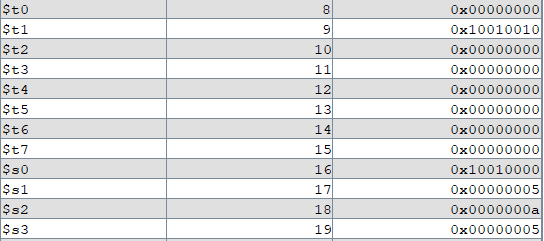 $t0 8 0x00000000
$t1 9 0x10010010
$t2 10 0x00000000
$t3 11 0x00000000
$t4 12 0x00000000
$t5 13 0x00000000
$t6 14 0x00000000
$t7 15 0x00000000
$s0 16 0x10010000
$s1 17 0x00000005
$s2 18 0x0000000a
$s3 19 0x00000005